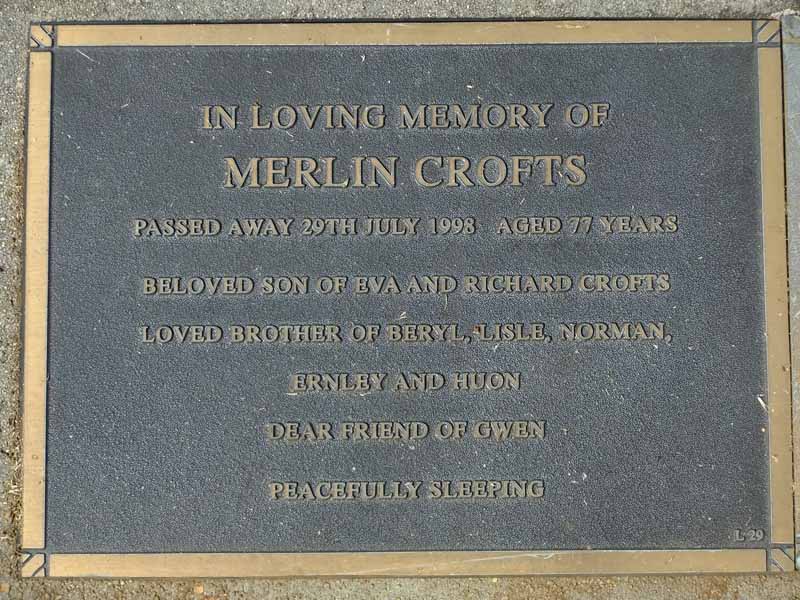 IN LOVING MEMORY OF
MERLIN CROFTS
PASSED AWAY 29TH JULY 1998 AGED 77 YEARS
BELOVED SON OF EVA AND RICHARD CROFTS
LOVED BROTHER OF BERYL, LISLE, NORMAN,
ERNLEY AND HUON
DEAR FRIEND OF GWEN
PEACEFULLY SLEEPING
L 29